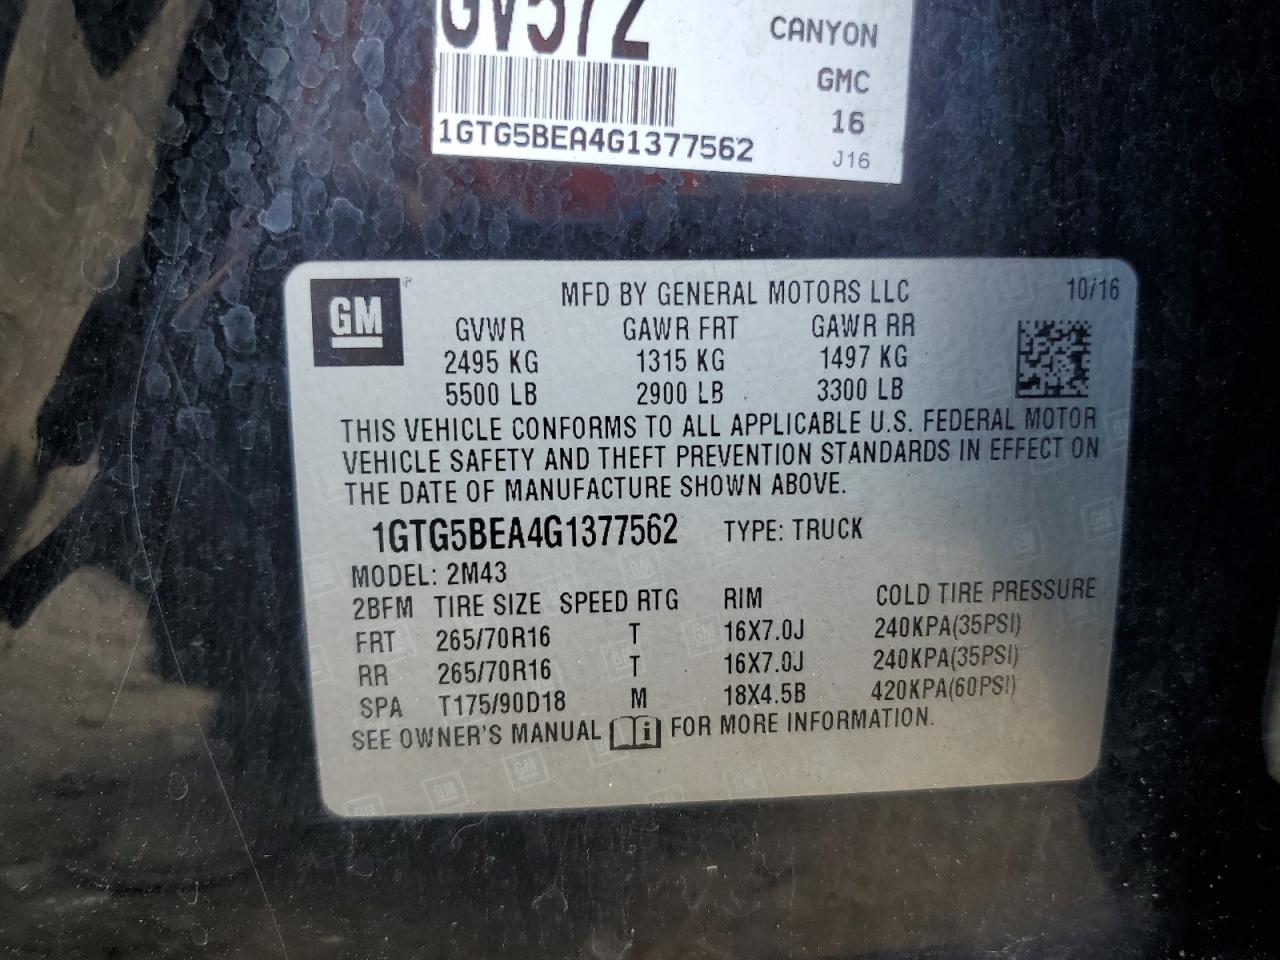 GV572
CANYON
GMC
16
1GTG5BEA4G1377562
J16
GM
MFD BY GENERAL MOTORS LLC 10/16
GVWR GAWR FRT GAWR RR
2495 KG 1315 KG 1497 KG
5500 LB 2900 LB 3300 LB
THIS VEHICLE CONFORMS TO ALL APPLICABLE U.S. FEDERAL MOTOR
VEHICLE SAFETY AND THEFT PREVENTION STANDARDS IN EFFECT ON
THE DATE OF MANUFACTURE SHOWN ABOVE.
1GTG5BEA4G1377562 TYPE: TRUCK
MODEL: 2M43
2BFM TIRE SIZE SPEED RTG RIM COLD TIRE PRESSURE
FRT 265/70R16 T 16X7.0J 240KPA(35PSI)
RR 265/70R16 T 16X7.0J 240KPA(35PSI)
SPA T175/90D18 M 18X4.5B 420KPA(60PSI)
SEE OWNER'S MANUAL i FOR MORE INFORMATION.